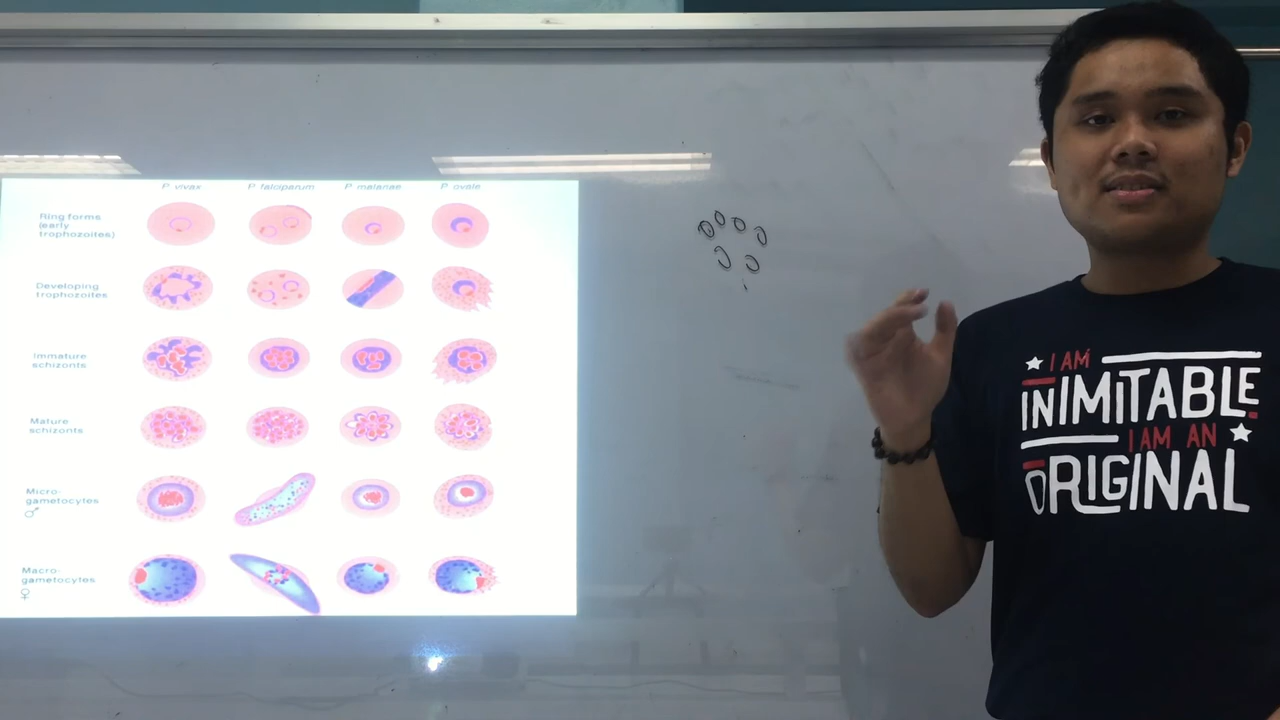 P. vivax P. falciparum P. malariae P. ovale
Ring forms
(early
trophozoites)
Developing
trophozoites
Immature
schizonts
Mature
schizonts
Micro-
gametocytes
♂
Macro-
gametocytes
♀
I AM
INIMITABLE
I AM AN
ORIGINAL